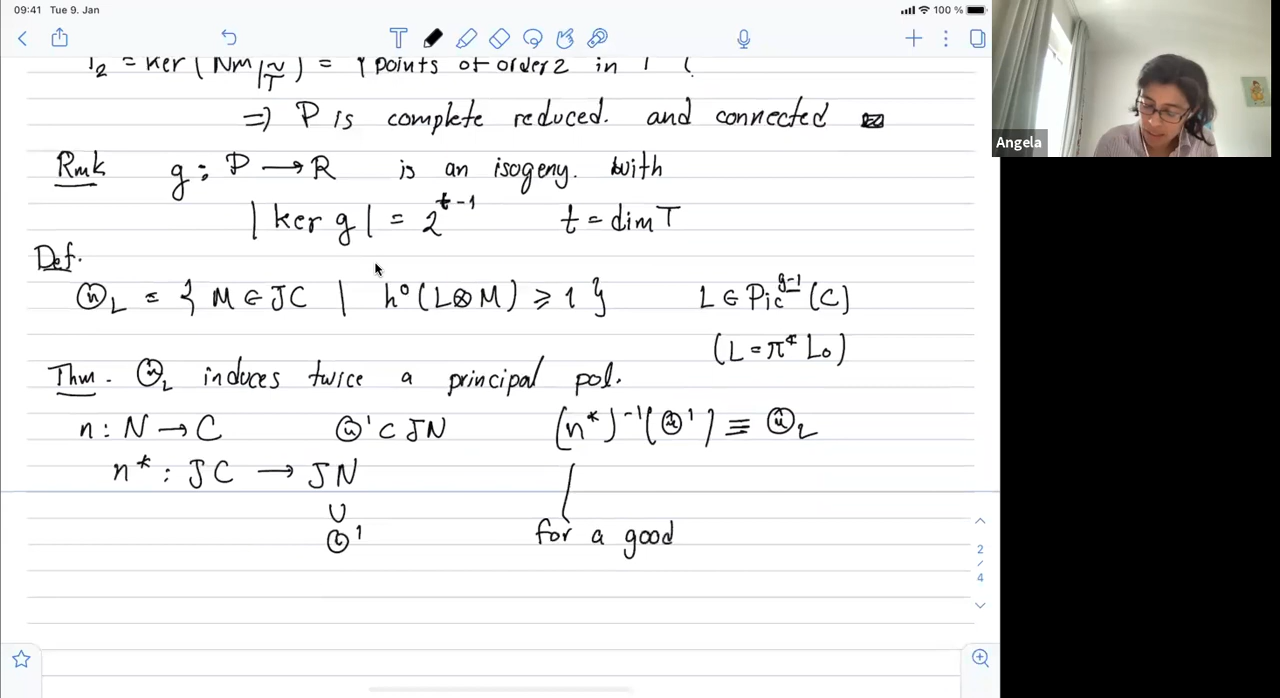 09:41 Tue 9. Jan 100 %
T₂ = Ker ( Nm |T̃ ) = { points of order 2 in T̃ }
=) P is complete reduced. and connected
Rmk g : P → R is an isogeny. with
| ker g | = 2^{t-1} t = dim T
Def.
Θ_L = { M ∈ JC | h⁰(L⊗M) ≥ 1 } L ∈ Pic^{g-1}(C)
(L = π* L₀)
Thm. Θ_L induces twice a principal pol.
n : N → C Θ' ⊂ JN (n*)^{-1}(Θ') ≡ Θ_L
n* : JC → JN
∪
Θ' for a good
2
/
4
Angela